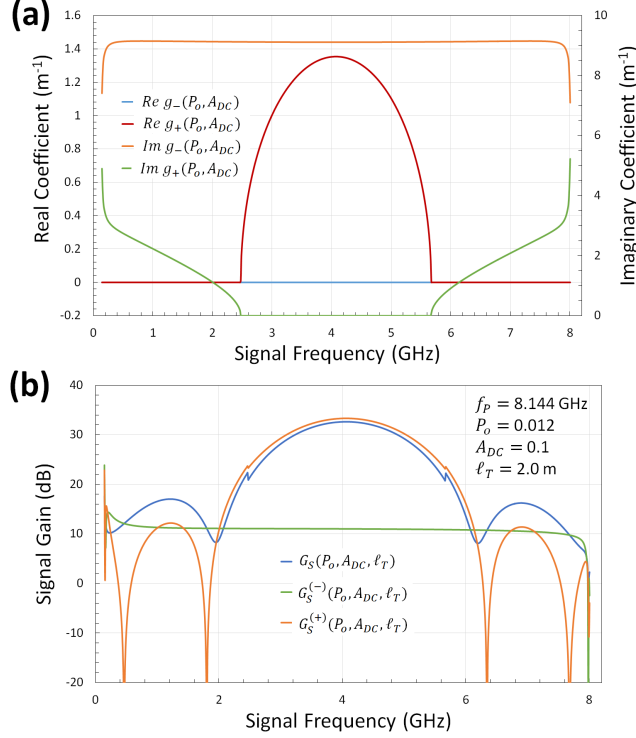 (a)
Real Coefficient (m⁻¹)
1.6
1.4
1.2
1
0.8
0.6
0.4
0.2
0
-0.2
Re g₋(Pₒ, A_DC)
Re g₊(Pₒ, A_DC)
Im g₋(Pₒ, A_DC)
Im g₊(Pₒ, A_DC)
10
8
6
4
2
0
Imaginary Coefficient (m⁻¹)
0 1 2 3 4 5 6 7 8
Signal Frequency (GHz)
(b)
Signal Gain (dB)
40
30
20
10
0
-10
-20
f_P = 8.144 GHz
Pₒ = 0.012
A_DC = 0.1
ℓ_T = 2.0 m
G_S(Pₒ, A_DC, ℓ_T)
G_S^(−)(Pₒ, A_DC, ℓ_T)
G_S^(+)(Pₒ, A_DC, ℓ_T)
0 2 4 6 8
Signal Frequency (GHz)